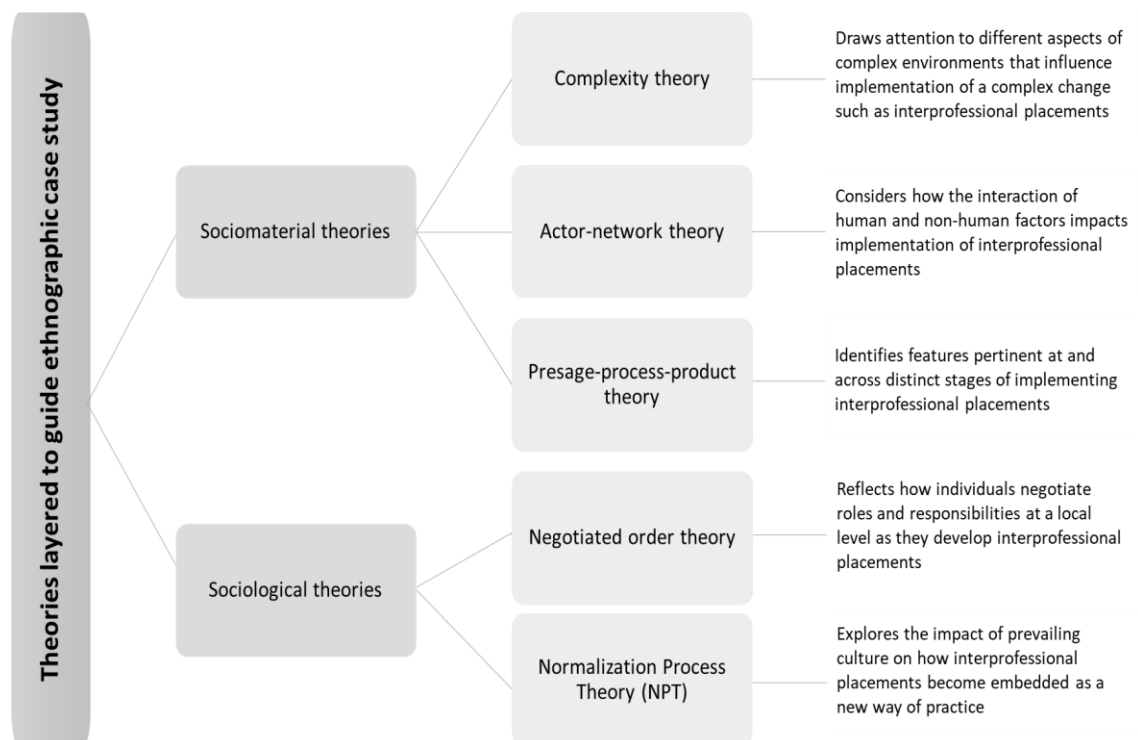 Theories layered to guide ethnographic case study
Sociomaterial theories
Complexity theory
Draws attention to different aspects of
complex environments that influence
implementation of a complex change
such as interprofessional placements
Actor-network theory
Considers how the interaction of
human and non-human factors impacts
implementation of interprofessional
placements
Presage-process-product
theory
Identifies features pertinent at and
across distinct stages of implementing
interprofessional placements
Sociological theories
Negotiated order theory
Reflects how individuals negotiate
roles and responsibilities at a local
level as they develop interprofessional
placements
Normalization Process
Theory (NPT)
Explores the impact of prevailing
culture on how interprofessional
placements become embedded as a
new way of practice